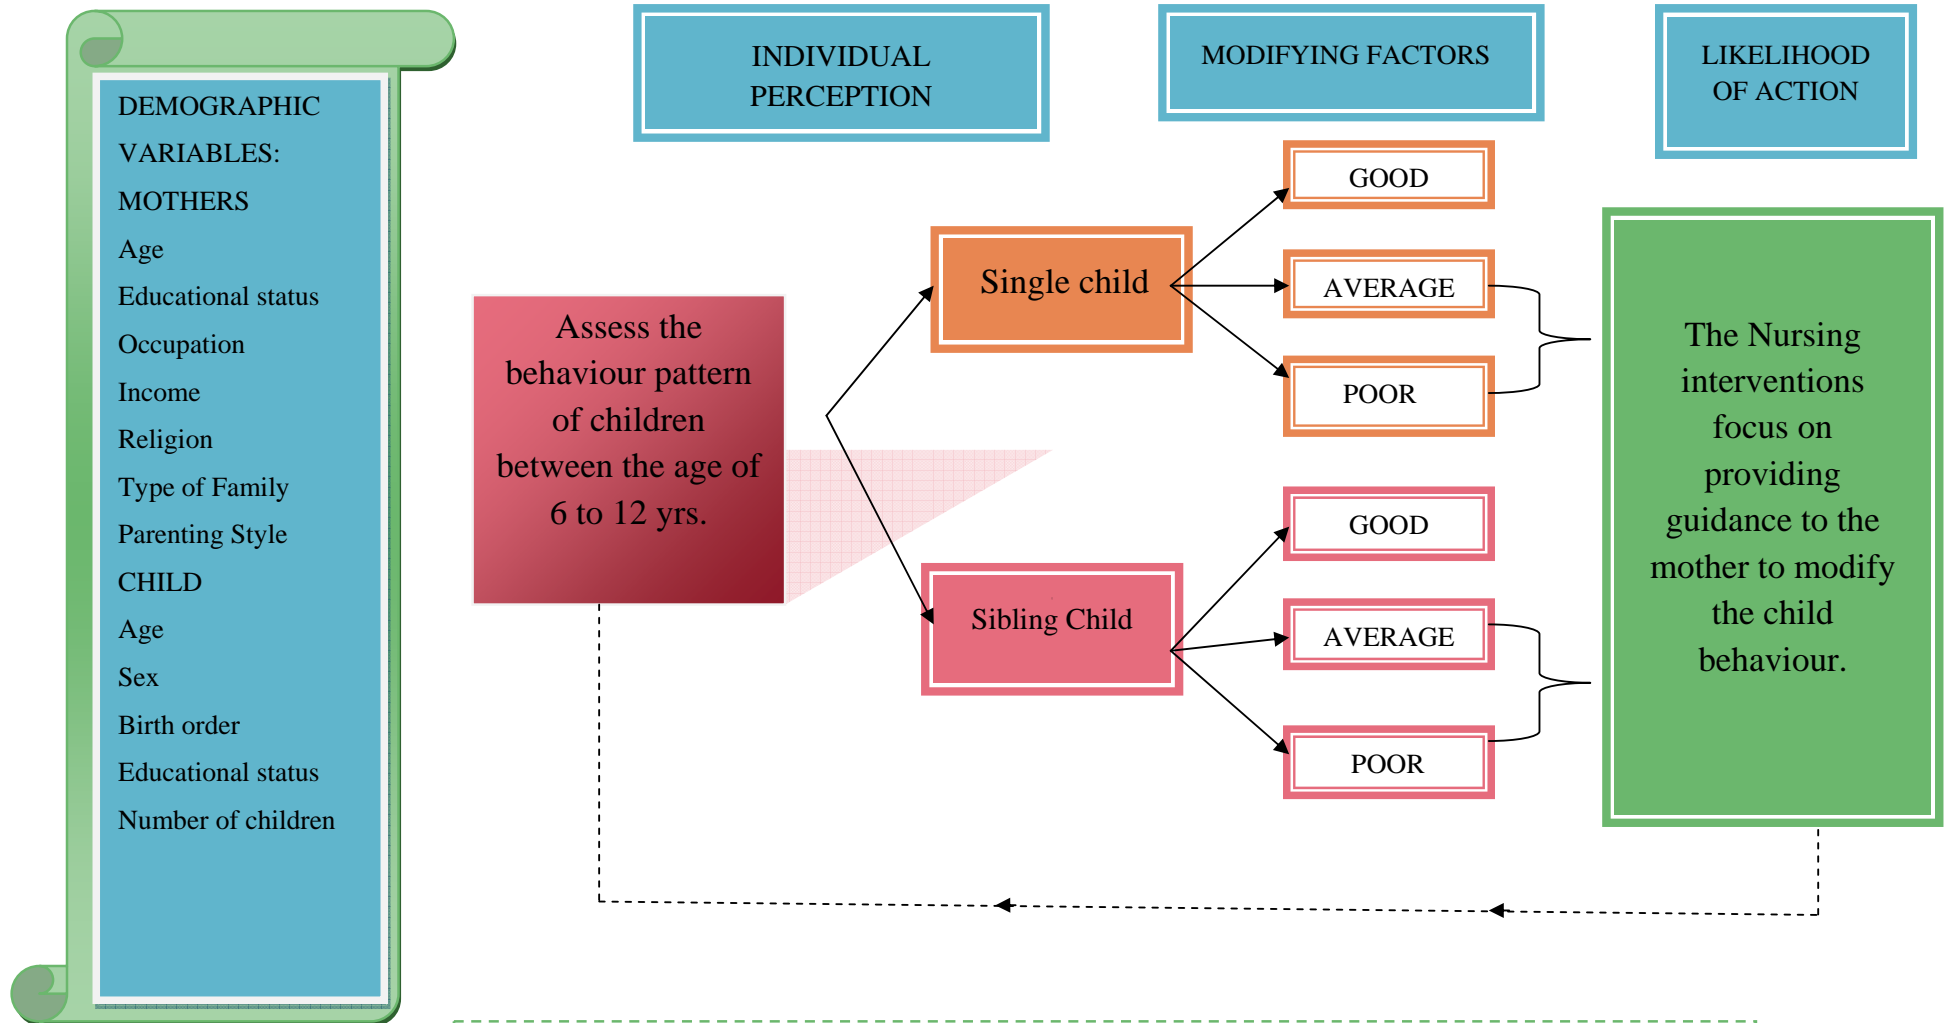 DEMOGRAPHIC
VARIABLES:
MOTHERS
Age
Educational status
Occupation
Income
Religion
Type of Family
Parenting Style
CHILD
Age
Sex
Birth order
Educational status
Number of children
INDIVIDUAL
PERCEPTION
MODIFYING FACTORS
LIKELIHOOD
OF ACTION
Assess the
behaviour pattern
of children
between the age of
6 to 12 yrs.
Single child
GOOD
AVERAGE
POOR
Sibling Child
GOOD
AVERAGE
POOR
The Nursing
interventions
focus on
providing
guidance to the
mother to modify
the child
behaviour.